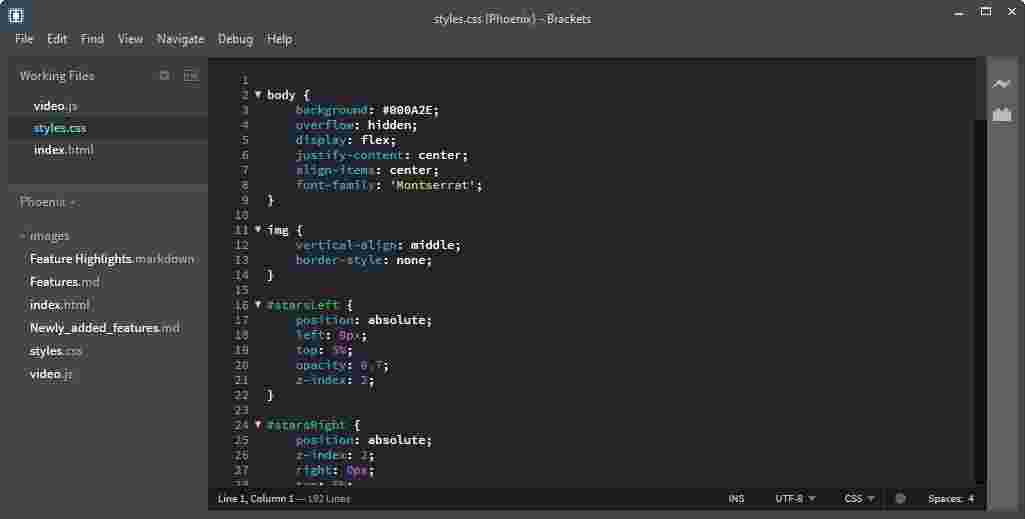 styles.css (Phoenix) - Brackets
File Edit Find View Navigate Debug Help
Working Files
video.js
styles.css
index.html
Phoenix
images
Feature Highlights.markdown
Features.md
index.html
Newly_added_features.md
styles.css
video.js
1
2 body {
3 background: #000A2E;
4 overflow: hidden;
5 display: flex;
6 justify-content: center;
7 align-items: center;
8 font-family: 'Montserrat';
9 }
10
11 img {
12 vertical-align: middle;
13 border-style: none;
14 }
15
16 #starsLeft {
17 position: absolute;
18 left: 0px;
19 top: 5%;
20 opacity: 0.7;
21 z-index: 2;
22 }
23
24 #starsRight {
25 position: absolute;
26 z-index: 2;
27 right: 0px;
Line 1, Column 1 — 192 Lines INS UTF-8 CSS Spaces: 4